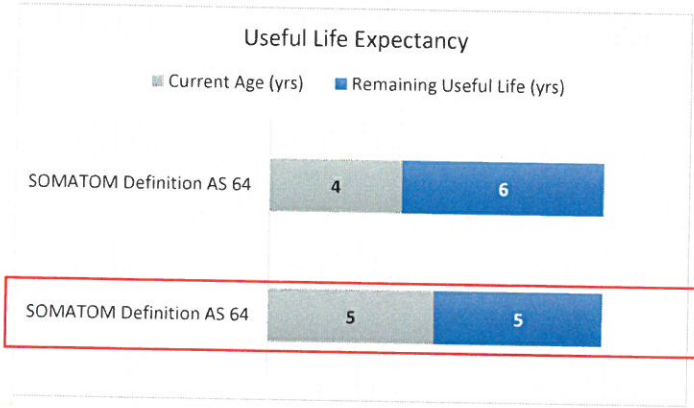 Useful Life Expectancy
Current Age (yrs) Remaining Useful Life (yrs)
SOMATOM Definition AS 64 4 6
SOMATOM Definition AS 64 5 5